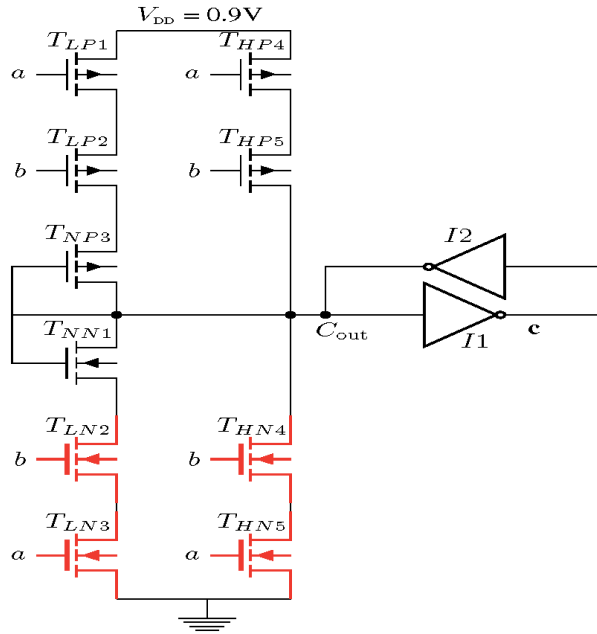 V_DD = 0.9V
T_LP1
T_HP4
a
a
T_LP2
T_HP5
b
b
T_NP3
I2
T_NN1
C_out
I1
c
T_LN2
T_HN4
b
b
T_LN3
T_HN5
a
a